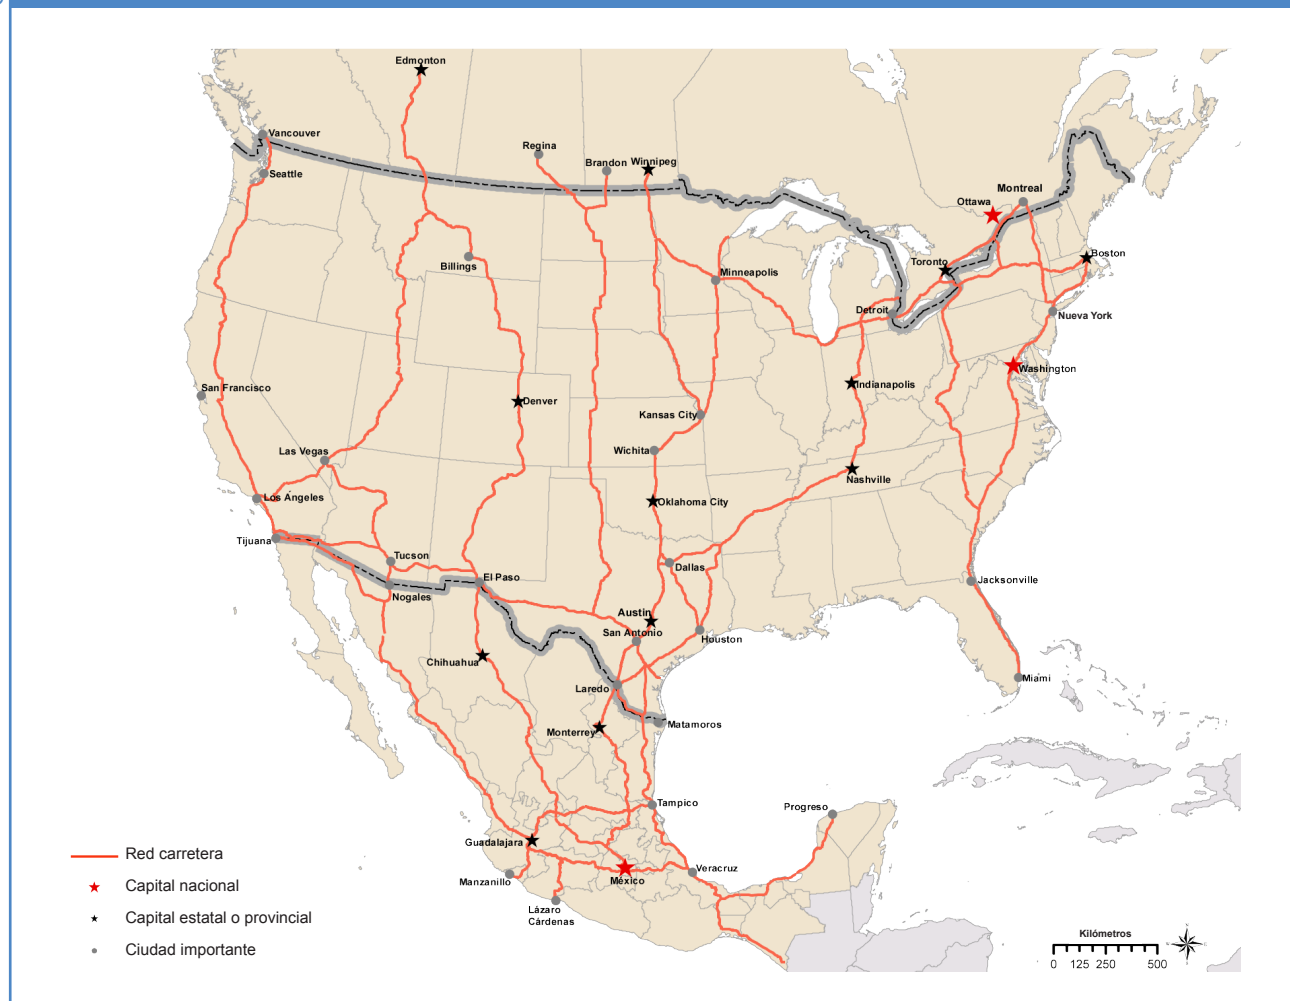 Edmonton
Vancouver
Regina
Brandon
Winnipeg
Seattle
Montreal
Ottawa
Boston
Toronto
Billings
Minneapolis
Detroit
Nueva York
Washington
San Francisco
Indianapolis
Denver
Kansas City
Las Vegas
Wichita
Nashville
Los Angeles
Oklahoma City
Tijuana
Tucson
Dallas
El Paso
Jacksonville
Nogales
Austin
San Antonio
Houston
Chihuahua
Miami
Laredo
Matamoros
Monterrey
Tampico
Progreso
Guadalajara
Veracruz
Manzanillo
México
Lázaro
Cárdenas
Red carretera
Capital nacional
Capital estatal o provincial
Ciudad importante
Kilómetros
0 125 250 500